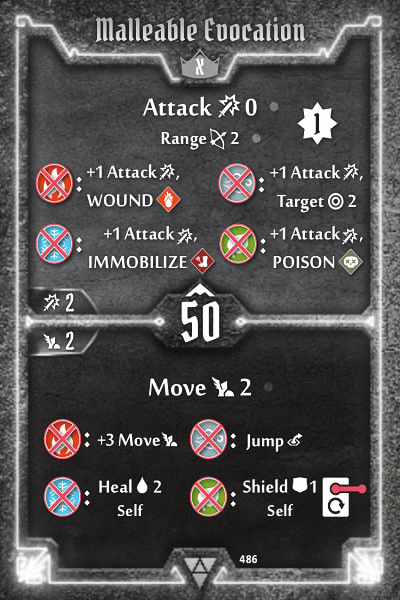 Malleable Evocation
X
Attack 0
Range 2
1
: +1 Attack, : +1 Attack,
WOUND Target 2
: +1 Attack, : +1 Attack,
IMMOBILIZE POISON
2
50
2
Move 2
: +3 Move : Jump
: Heal 2 : Shield 1
Self Self
486